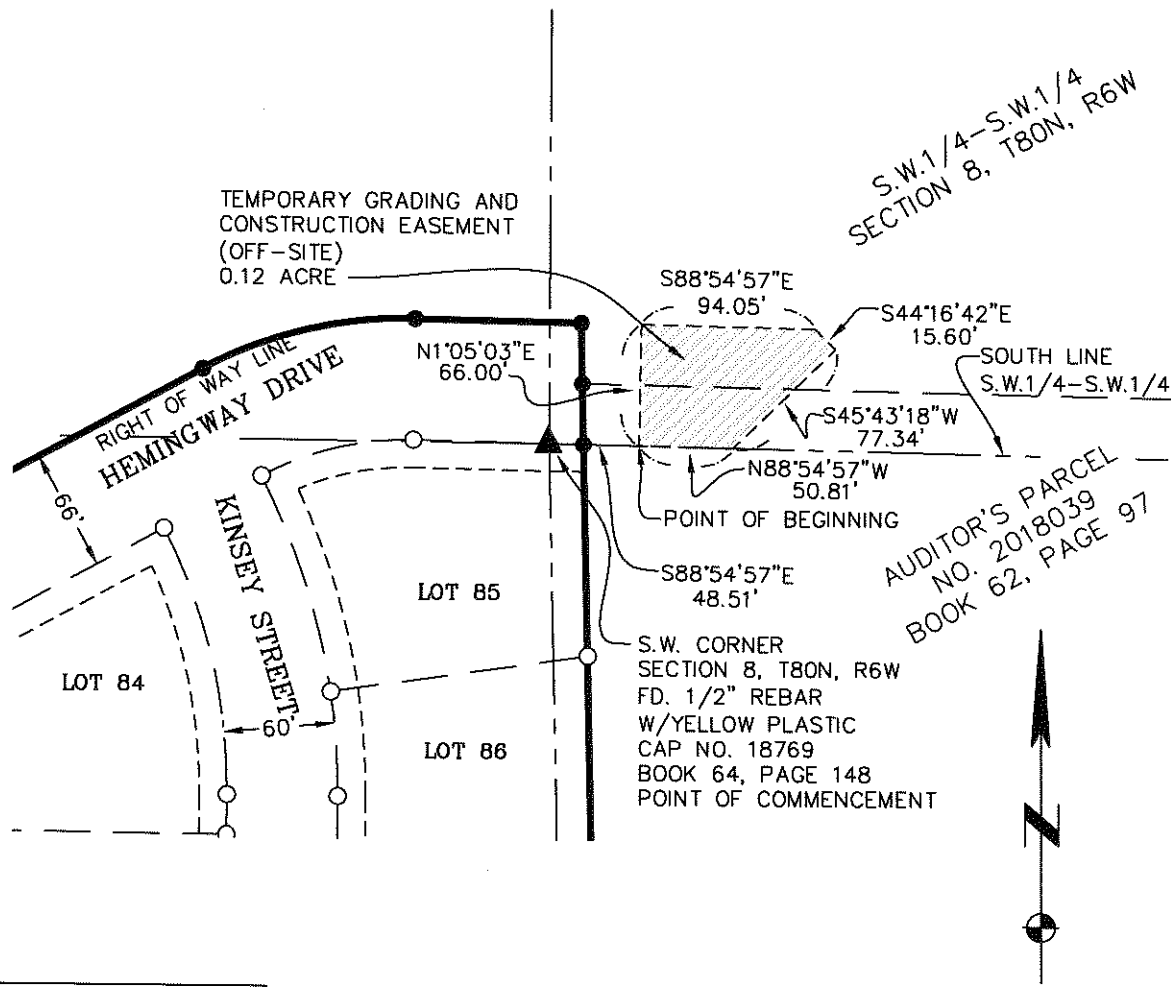 S.W.1/4-S.W.1/4
SECTION 8, T80N, R6W
TEMPORARY GRADING AND
CONSTRUCTION EASEMENT
(OFF-SITE)
0.12 ACRE
S88°54'57"E
94.05'
S44°16'42"E
15.60'
N1°05'03"E
66.00'
SOUTH LINE
S.W.1/4-S.W.1/4
RIGHT OF WAY LINE
HEMINGWAY DRIVE
S45°43'18"W
77.34'
N88°54'57"W
50.81'
66'
KINSEY STREET
POINT OF BEGINNING
AUDITOR'S PARCEL
NO. 2018039
BOOK 62, PAGE 97
S88°54'57"E
48.51'
LOT 85
LOT 84
S.W. CORNER
SECTION 8, T80N, R6W
FD. 1/2" REBAR
W/YELLOW PLASTIC
CAP NO. 18769
BOOK 64, PAGE 148
POINT OF COMMENCEMENT
60'
LOT 86
N